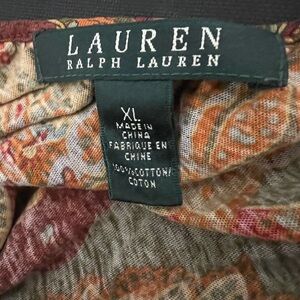 LAUREN
RALPH LAUREN
XL
MADE IN
CHINA
FABRIQUE EN
CHINE
100%COTTON/
COTON